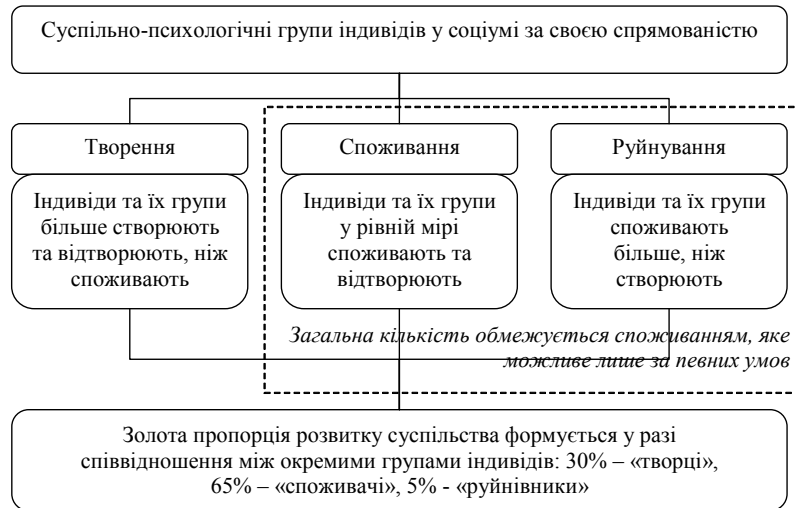 Суспільно-психологічні групи індивідів у соціумі за своєю спрямованістю
Творення
Індивіди та їх групи
більше створюють
та відтворюють, ніж
споживають
Споживання
Індивіди та їх групи
у рівній мірі
споживають та
відтворюють
Руйнування
Індивіди та їх групи
споживають
більше, ніж
створюють
Загальна кількість обмежується споживанням, яке
можливе лише за певних умов
Золота пропорція розвитку суспільства формується у разі
співвідношення між окремими групами індивідів: 30% – «творці»,
65% – «споживачі», 5% - «руйнівники»